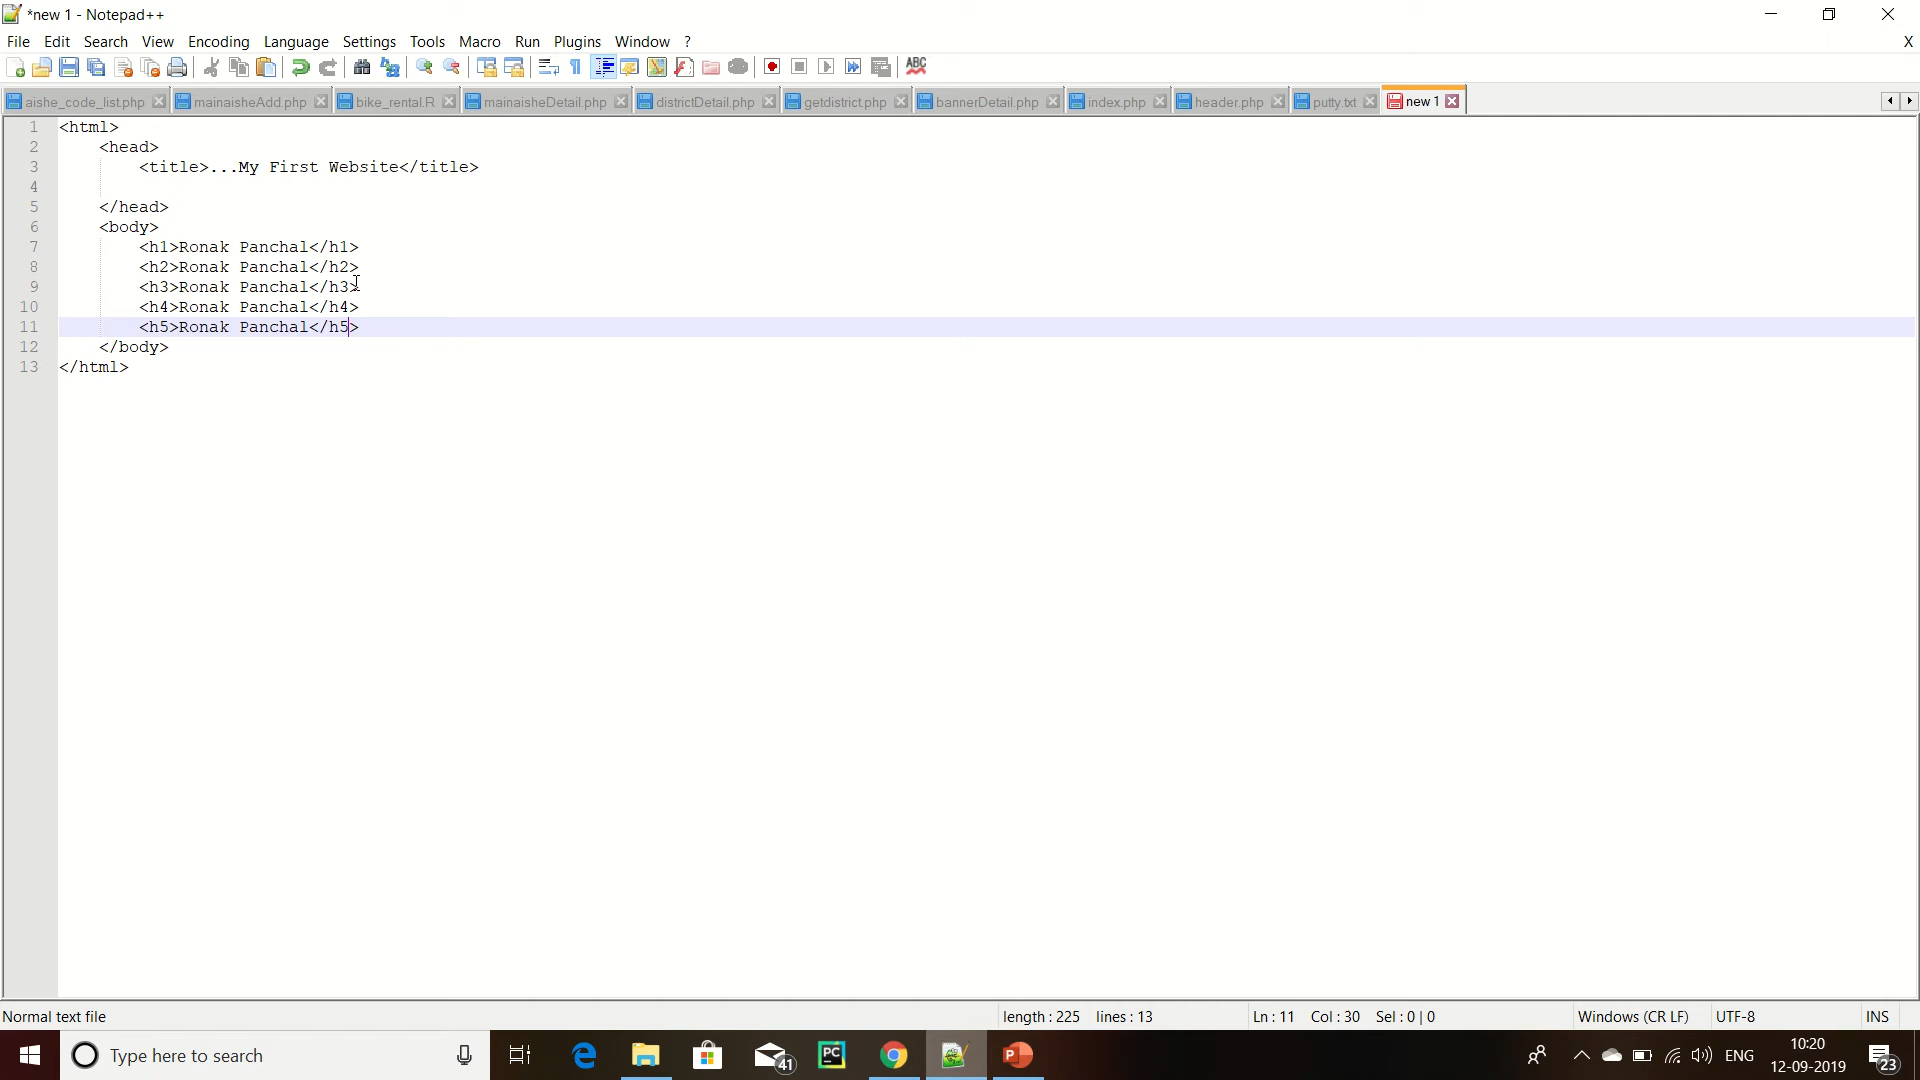 *new 1 - Notepad++
File Edit Search View Encoding Language Settings Tools Macro Run Plugins Window ? X
ABC
aishe_code_list.php mainaisheAdd.php bike_rental.R mainaisheDetail.php districtDetail.php getdistrict.php bannerDetail.php index.php header.php putty.txt new 1
1 <html>
2 <head>
3 <title>...My First Website</title>
4
5 </head>
6 <body>
7 <h1>Ronak Panchal</h1>
8 <h2>Ronak Panchal</h2>
9 <h3>Ronak Panchal</h3>
10 <h4>Ronak Panchal</h4>
11 <h5>Ronak Panchal</h5>
12 </body>
13 </html>
Normal text file length : 225 lines : 13 Ln : 11 Col : 30 Sel : 0 | 0 Windows (CR LF) UTF-8 INS
Type here to search 41 PC P ENG 10:20 23
12-09-2019